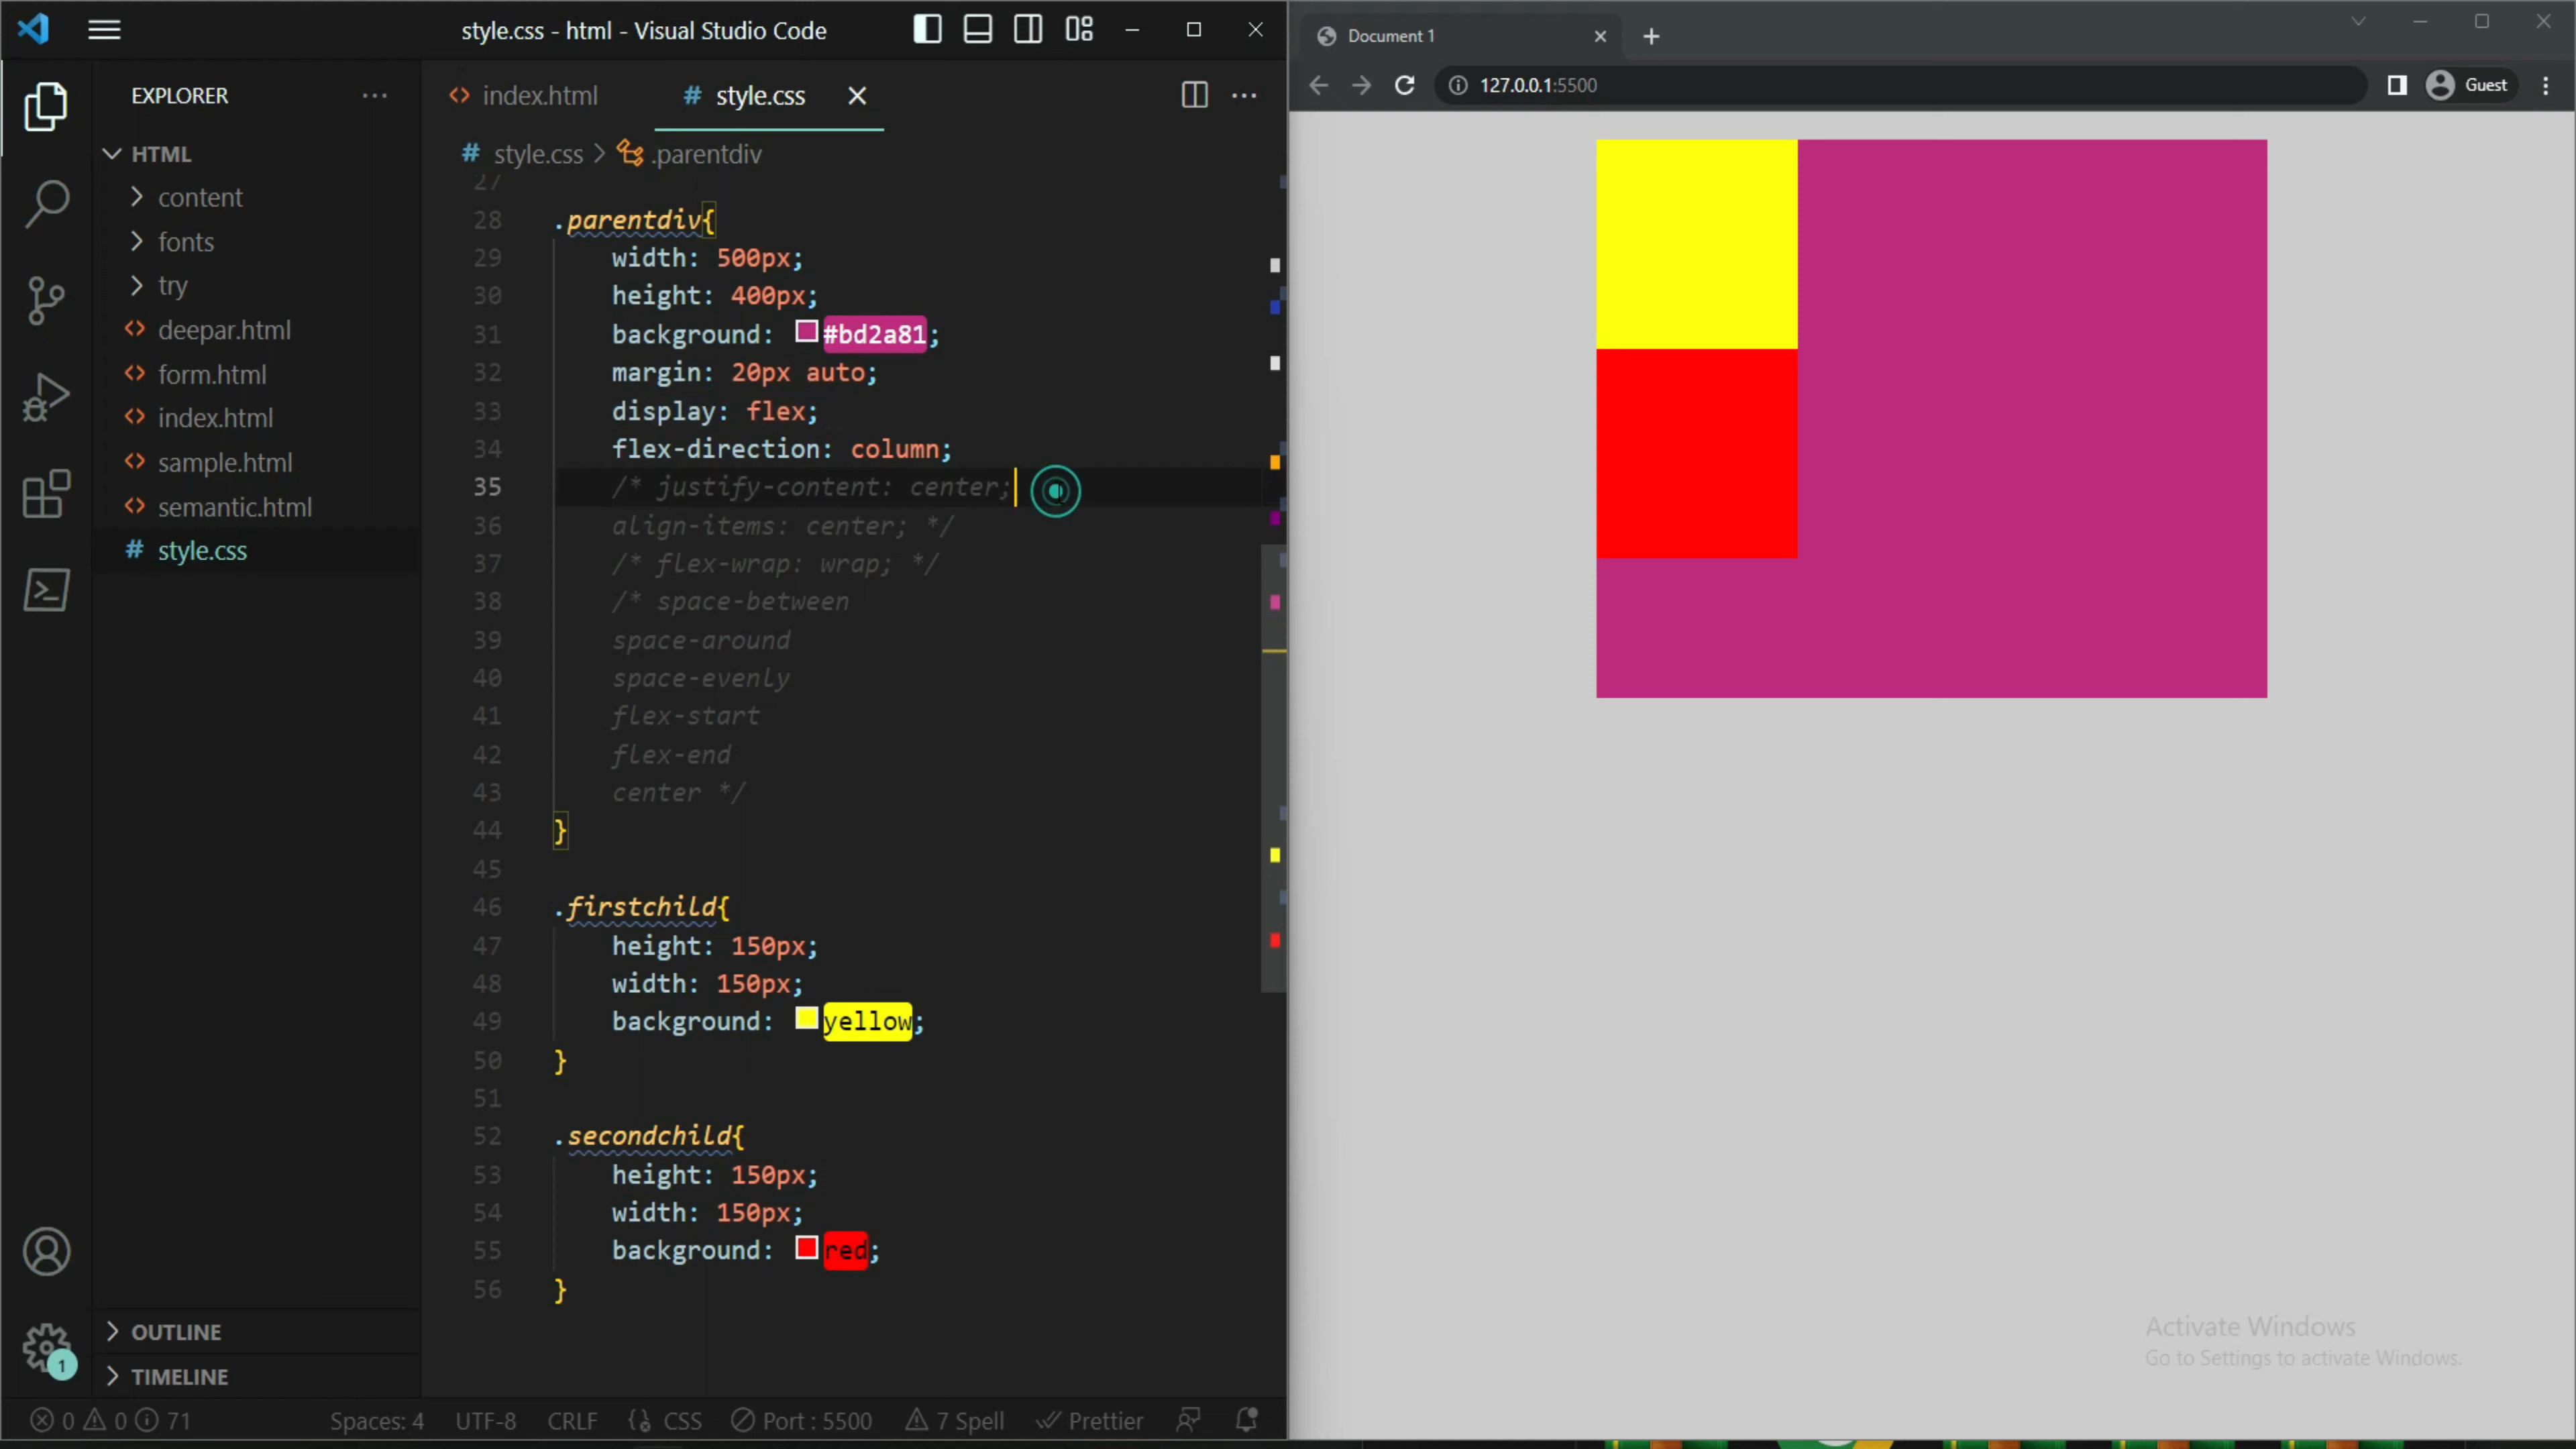 style.css - html - Visual Studio Code
EXPLORER
HTML
content
fonts
try
deepar.html
form.html
index.html
sample.html
semantic.html
# style.css
OUTLINE
TIMELINE
index.html
# style.css
# style.css > .parentdiv
27
28 .parentdiv{
29 width: 500px;
30 height: 400px;
31 background: #bd2a81;
32 margin: 20px auto;
33 display: flex;
34 flex-direction: column;
35 /* justify-content: center;
36 align-items: center; */
37 /* flex-wrap: wrap; */
38 /* space-between
39 space-around
40 space-evenly
41 flex-start
42 flex-end
43 center */
44 }
45
46 .firstchild{
47 height: 150px;
48 width: 150px;
49 background: yellow;
50 }
51
52 .secondchild{
53 height: 150px;
54 width: 150px;
55 background: red;
56 }
1
0 0 71 Spaces: 4 UTF-8 CRLF CSS Port : 5500 7 Spell Prettier
Document 1
127.0.0.1:5500
Guest
Activate Windows
Go to Settings to activate Windows.